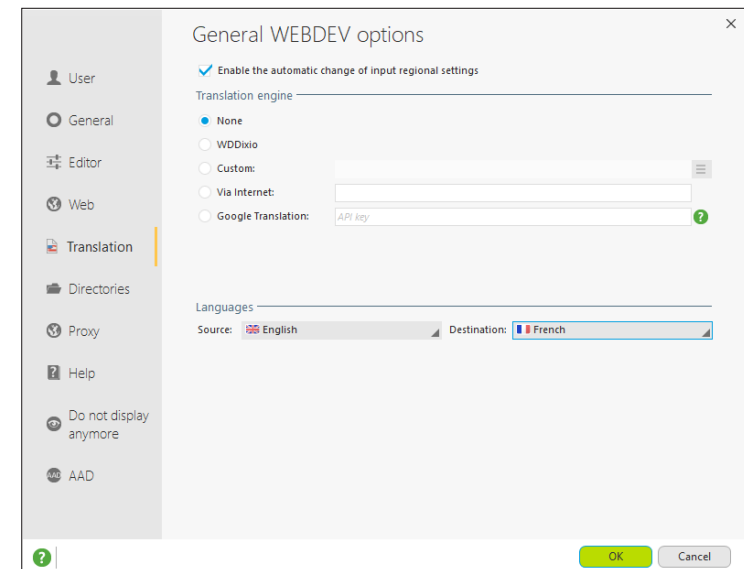 General WEBDEV options
User
General
Editor
Web
Translation
Directories
Proxy
Help
Do not display
anymore
AAD
AAD
Enable the automatic change of input regional settings
Translation engine
None
WDDixio
Custom:
Via Internet:
Google Translation: API key ?
Languages
Source: English Destination: French
?
OK Cancel